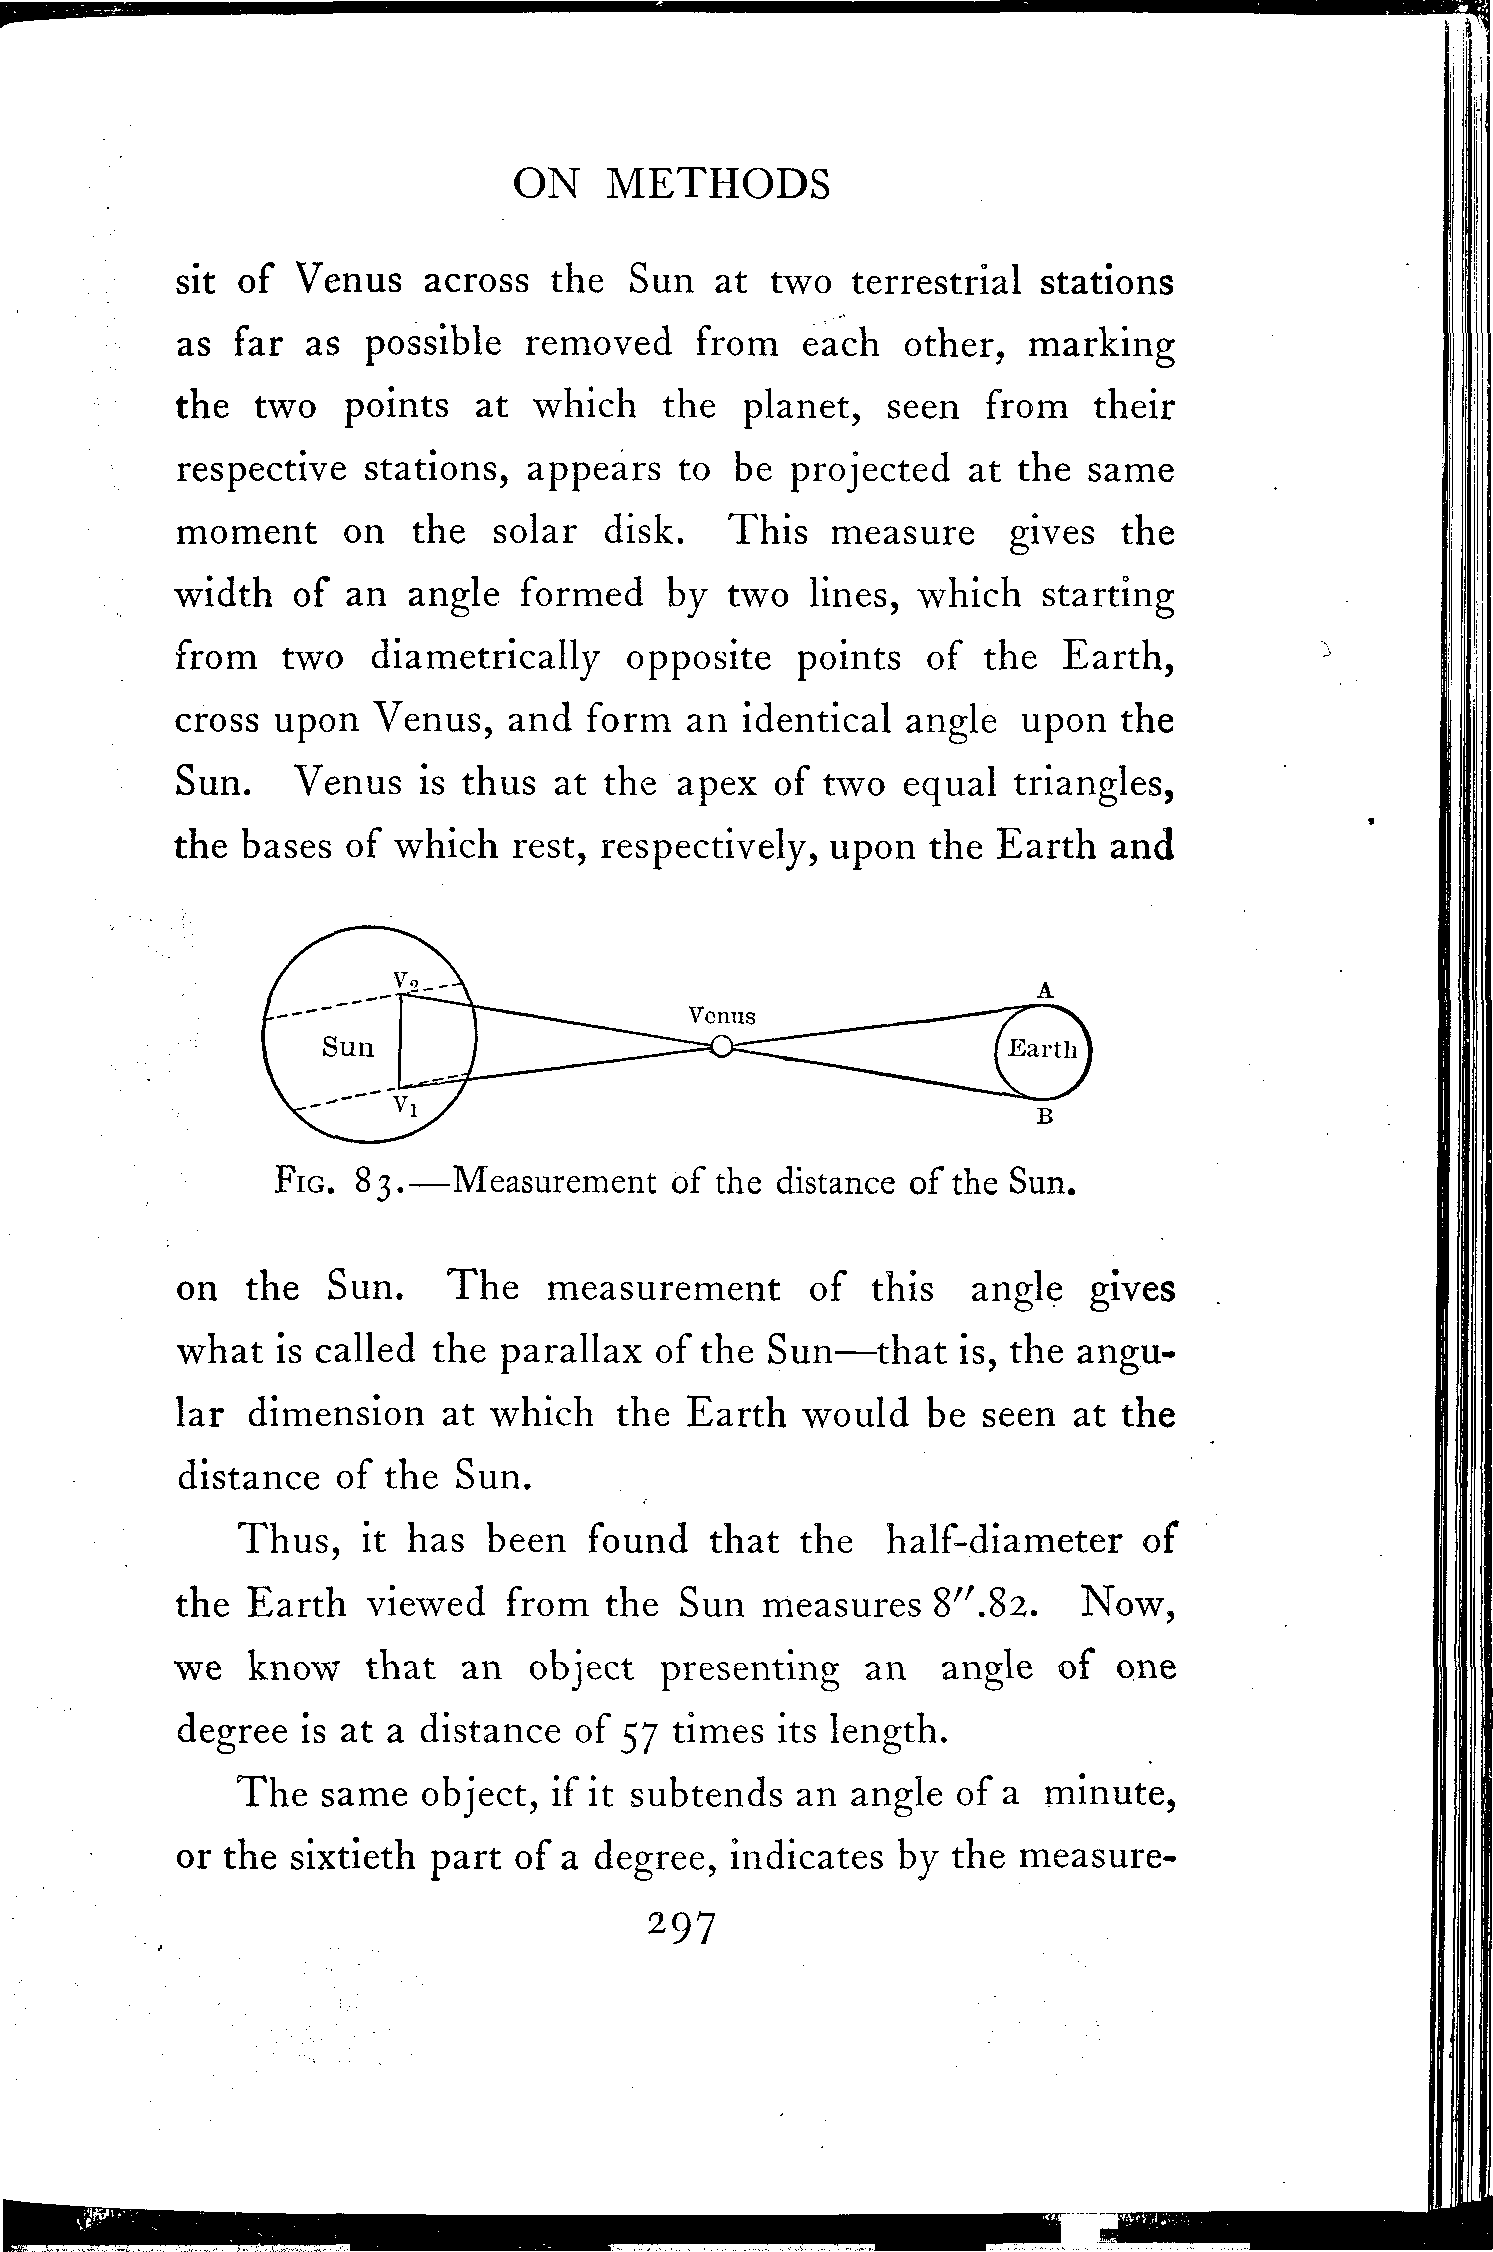 ON METHODS
sit of Venus across the Sun at two terrestrial stations
as far as possible removed from each other, marking
the two points at which the planet, seen from their
respective stations, appears to be projected at the same
moment on the solar disk. This measure gives the
width of an angle formed by two lines, which starting
from two diametrically opposite points of the Earth,
cross upon Venus, and form an identical angle upon the
Sun. Venus is thus at the apex of two equal triangles,
the bases of which rest, respectively, upon the Earth and
V2
A
Venus
Sun
Earth
V1
B
FIG. 83.—Measurement of the distance of the Sun.
on the Sun. The measurement of this angle gives
what is called the parallax of the Sun—that is, the angu-
lar dimension at which the Earth would be seen at the
distance of the Sun.
Thus, it has been found that the half-diameter of
the Earth viewed from the Sun measures 8″.82. Now,
we know that an object presenting an angle of one
degree is at a distance of 57 times its length.
The same object, if it subtends an angle of a minute,
or the sixtieth part of a degree, indicates by the measure-
297